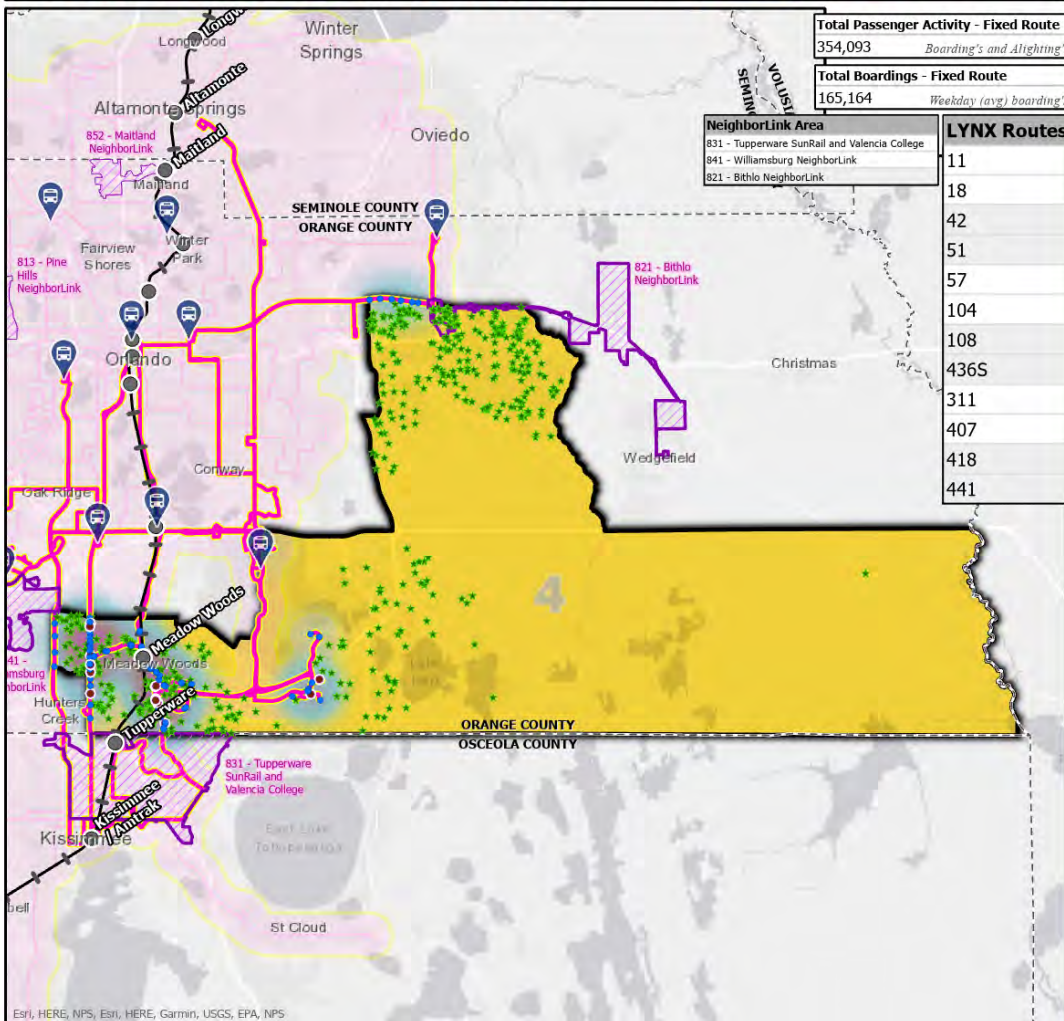 Total Passenger Activity - Fixed Route
354,093 Boarding's and Alighting'
Total Boardings - Fixed Route
165,164 Weekday (avg) boarding'
NeighborLink Area
831 - Tupperware SunRail and Valencia College
841 - Williamsburg NeighborLink
821 - Bithlo NeighborLink
LYNX Routes
11
18
42
51
57
104
108
436S
311
407
418
441
Longwood
Winter
Springs
Altamonte
Altamonte Springs
852 - Maitland
NeighborLink
Maitland
Maitland
Oviedo
SEMINOLE COUNTY
ORANGE COUNTY
Fairview
Shores
Winter
Park
813 - Pine
Hills
NeighborLink
821 - Bithlo
NeighborLink
Orlando
Christmas
Conway
Wedgefield
Oak Ridge
4
Meadow Woods
Meadow Woods
Hunters
Creek
Tupperware
ORANGE COUNTY
OSCEOLA COUNTY
831 - Tupperware
SunRail and
Valencia College
Kissimmee
/ Amtrak
Kissimmee
East Lake
Tohopekaliga
St Cloud
Esri, HERE, NPS, Esri, HERE, Garmin, USGS, EPA, NPS